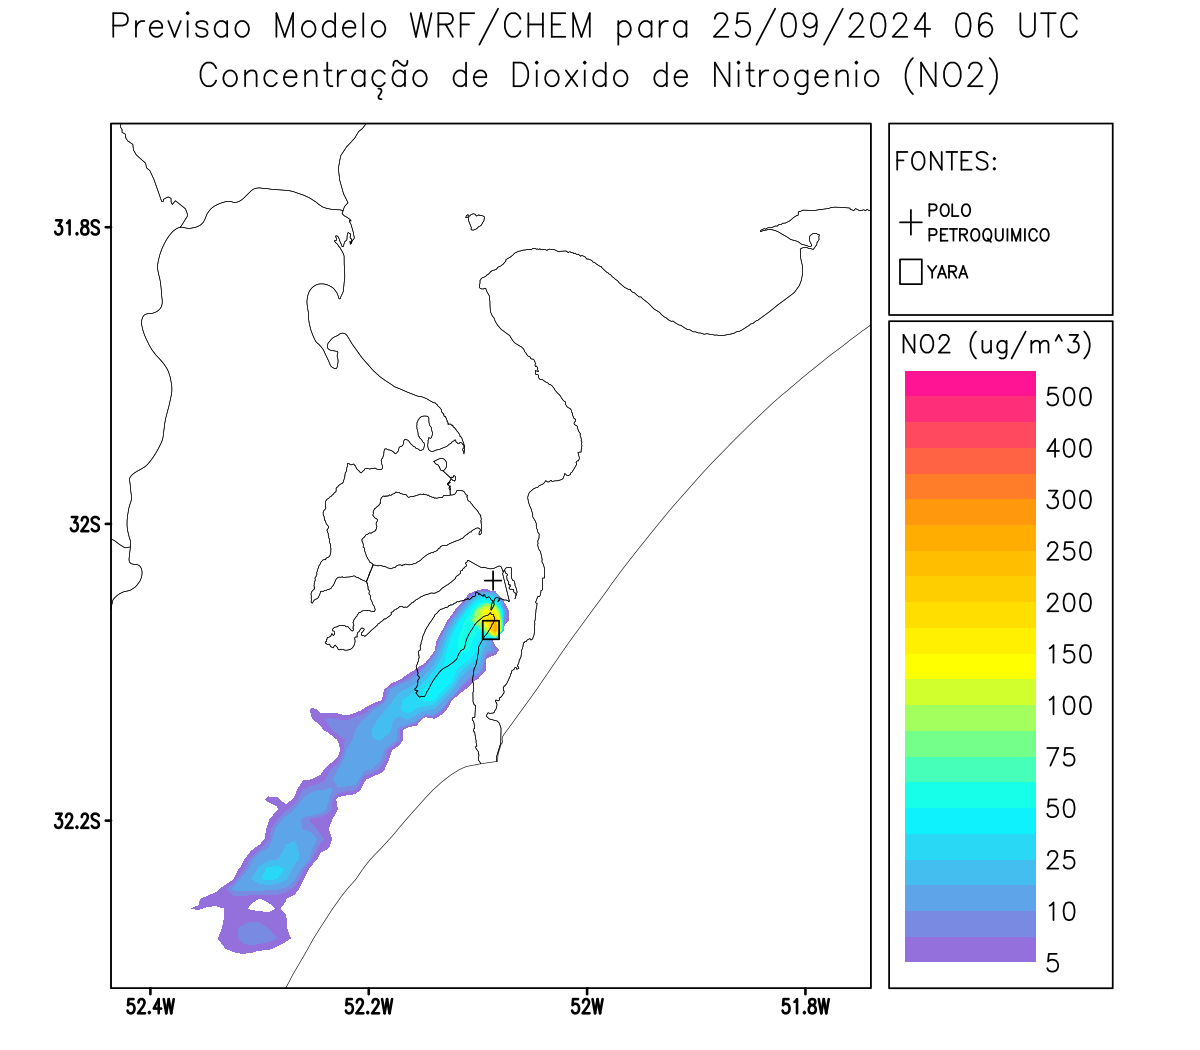 Previsao Modelo WRF/CHEM para 25/09/2024 06 UTC
Concentração de Dioxido de Nitrogenio (NO2)
FONTES:
POLO
PETROQUIMICO
YARA
NO2 (ug/m^3)
500
400
300
250
200
150
100
75
50
25
10
5
31.8S
32S
32.2S
52.4W
52.2W
52W
51.8W